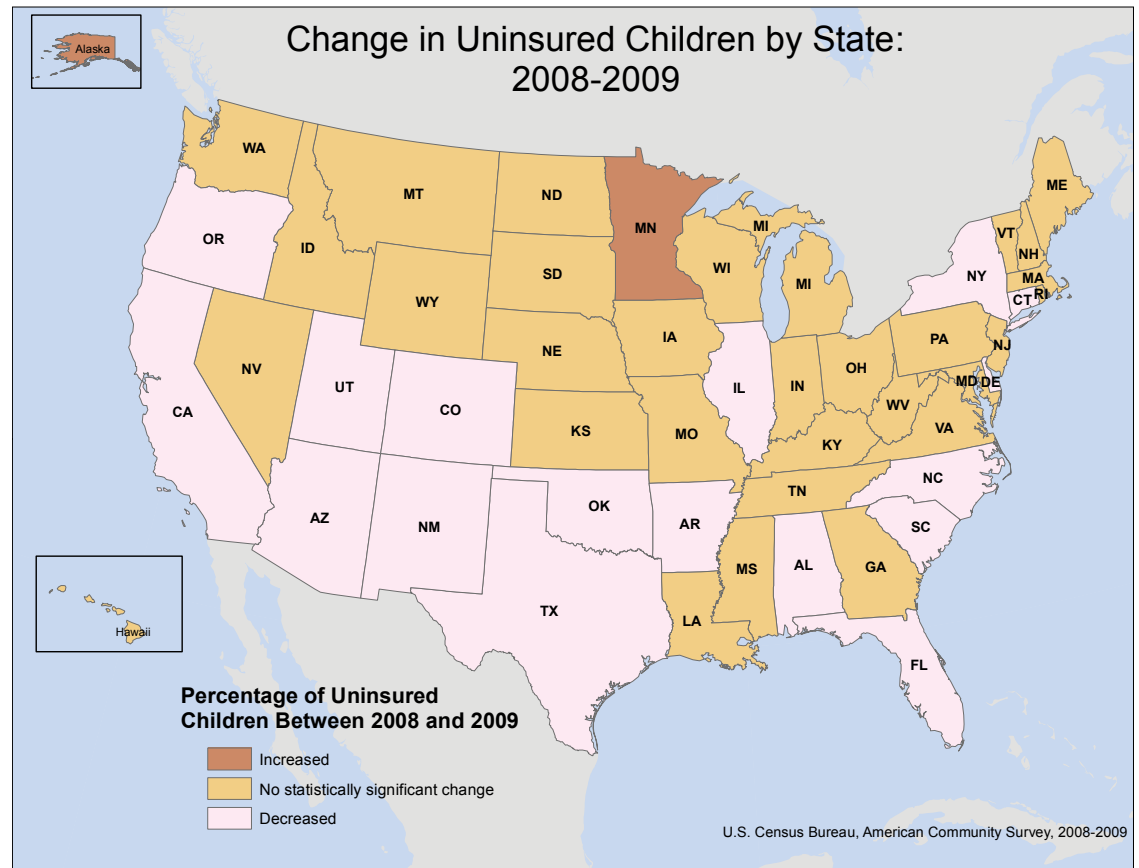 Alaska
Change in Uninsured Children by State:
2008-2009
WA
MT
ND
MN
ME
OR
ID
SD
WI
MI
VT
NH
NY
MA
CT
RI
WY
MI
IA
NE
PA
NJ
NV
UT
CO
IL
IN
OH
MD
DE
CA
KS
MO
WV
VA
KY
AZ
NM
OK
AR
TN
NC
SC
TX
MS
AL
GA
LA
Hawaii
FL
Percentage of Uninsured
Children Between 2008 and 2009
Increased
No statistically significant change
Decreased
U.S. Census Bureau, American Community Survey, 2008-2009